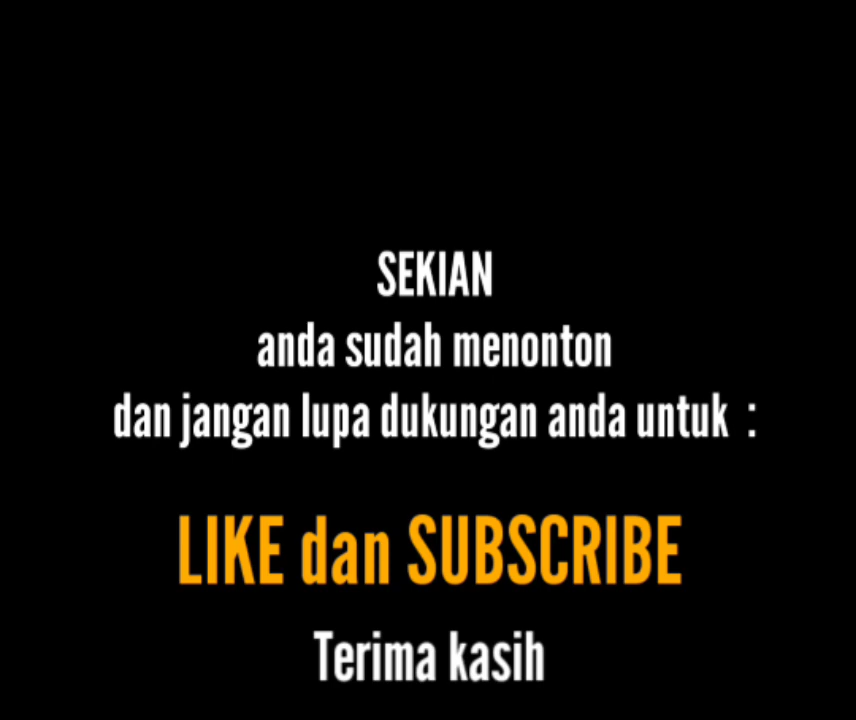 SEKIAN
anda sudah menonton
dan jangan lupa dukungan anda untuk :
LIKE dan SUBSCRIBE
Terima kasih